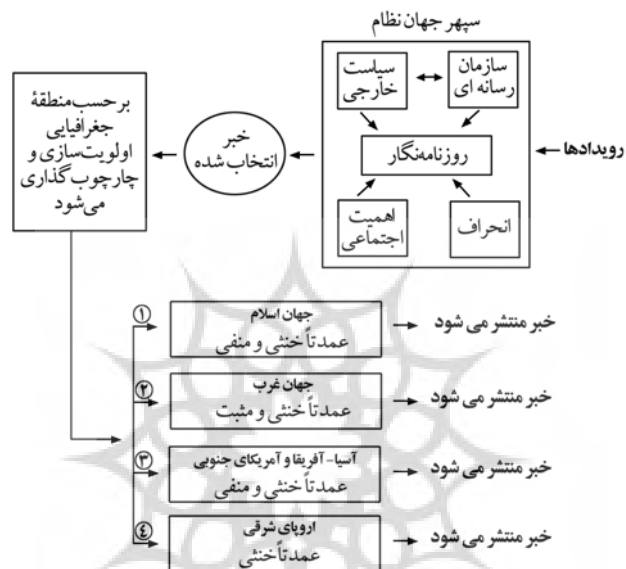 سپهر جهان نظام
رویدادها
سازمان
رسانه ای
سیاست
خارجی
روزنامه‌نگار
انحراف
اهمیت
اجتماعی
خبر
انتخاب شده
برحسب منطقهٔ
جغرافیایی
اولویت‌سازی و
چارچوب‌گذاری
می‌شود
①
جهان اسلام
عمدتاً خنثی و منفی
خبر منتشر می شود
②
جهان غرب
عمدتاً خنثی و مثبت
خبر منتشر می شود
③
آسیا- آفریقا و آمریکای جنوبی
عمدتاً خنثی و منفی
خبر منتشر می شود
④
اروپای شرقی
عمدتاً خنثی
خبر منتشر می شود